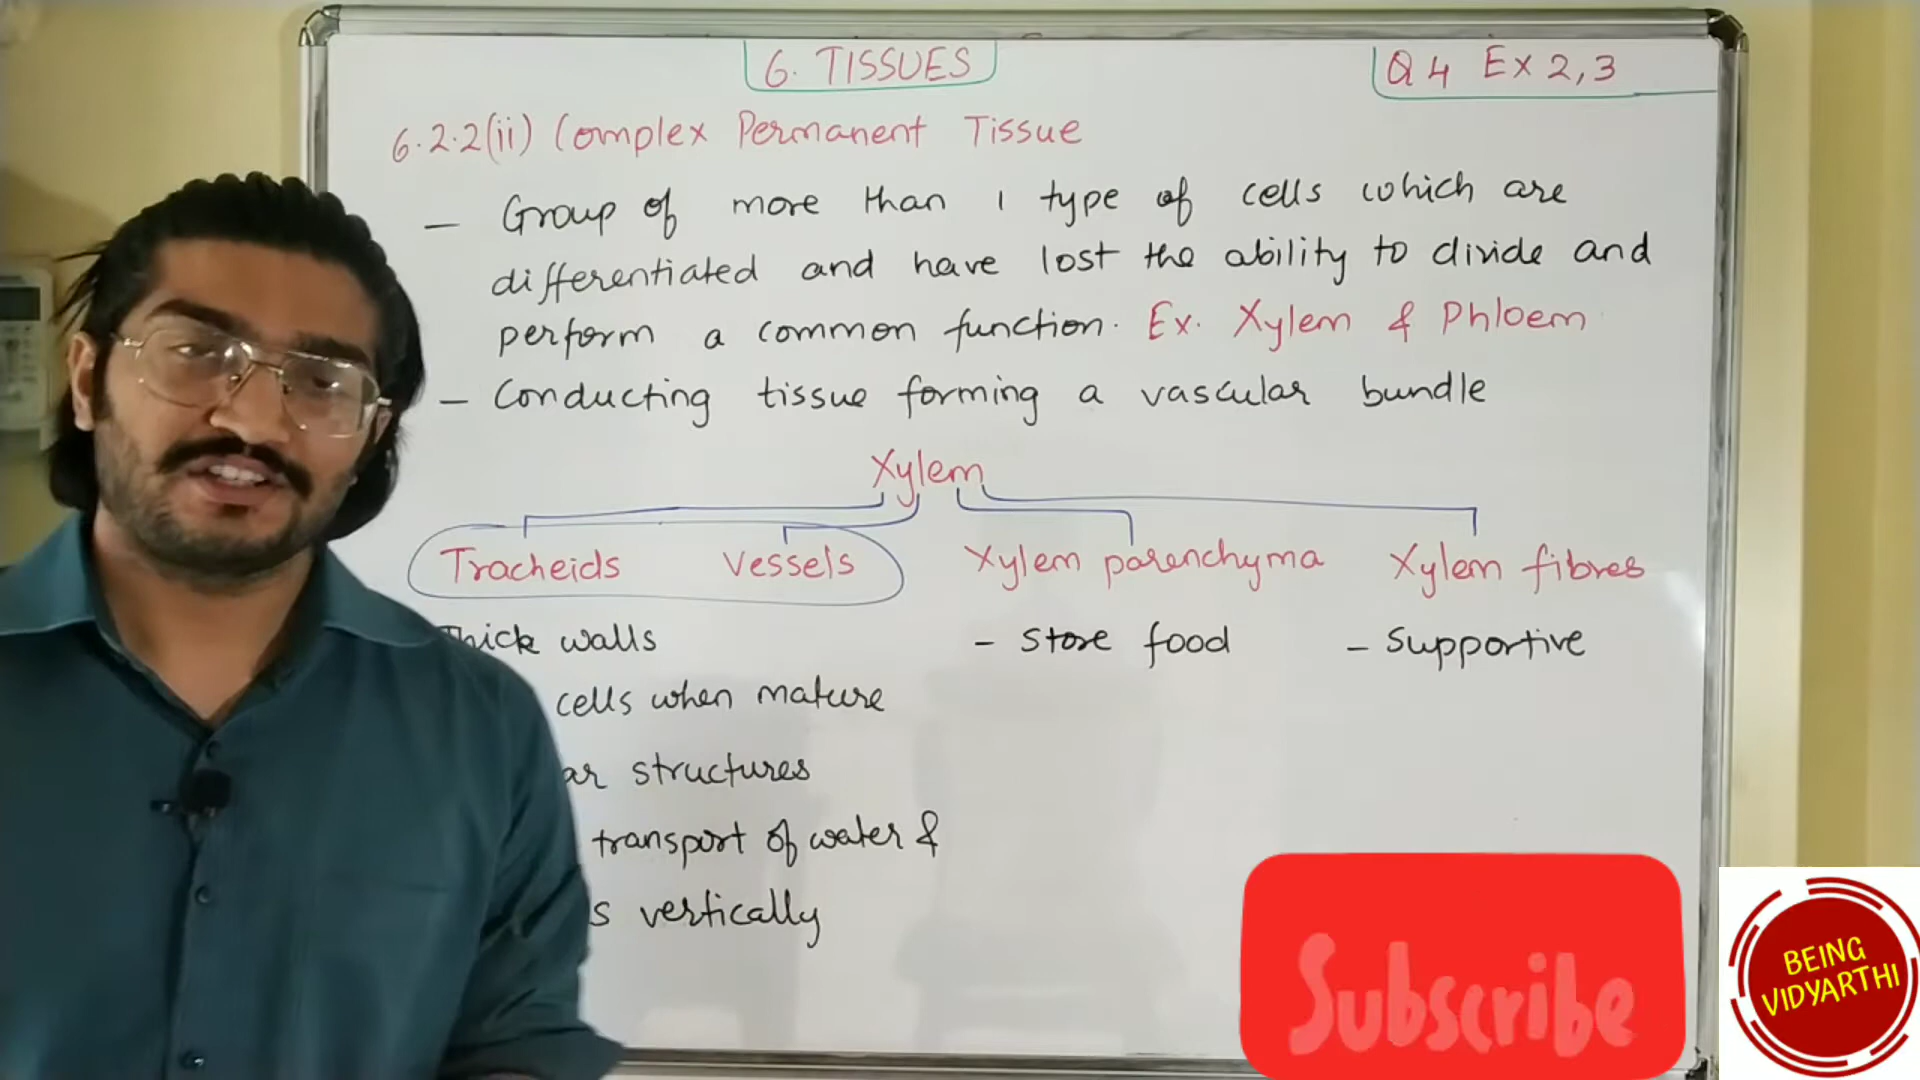 6. TISSUES
Q 4 Ex 2,3
6.2.2(ii) Complex Permanent Tissue
— Group of more than 1 type of cells which are
differentiated and have lost the ability to divide and
perform a common function. Ex. Xylem & Phloem
— Conducting tissue forming a vascular bundle
Xylem
Tracheids Vessels Xylem parenchyma Xylem fibres
Thick walls
cells when mature
structures
transport of water &
vertically
- Store food
- Supportive
Subscribe
BEING
VIDYARTHI